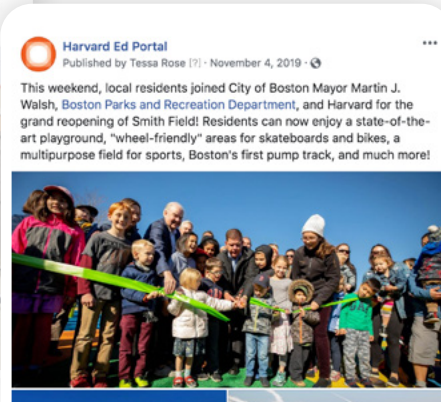 Harvard Ed Portal
Published by Tessa Rose [?] · November 4, 2019 ·
This weekend, local residents joined City of Boston Mayor Martin J.
Walsh, Boston Parks and Recreation Department, and Harvard for the
grand reopening of Smith Field! Residents can now enjoy a state-of-the-
art playground, "wheel-friendly" areas for skateboards and bikes, a
multipurpose field for sports, Boston's first pump track, and much more!